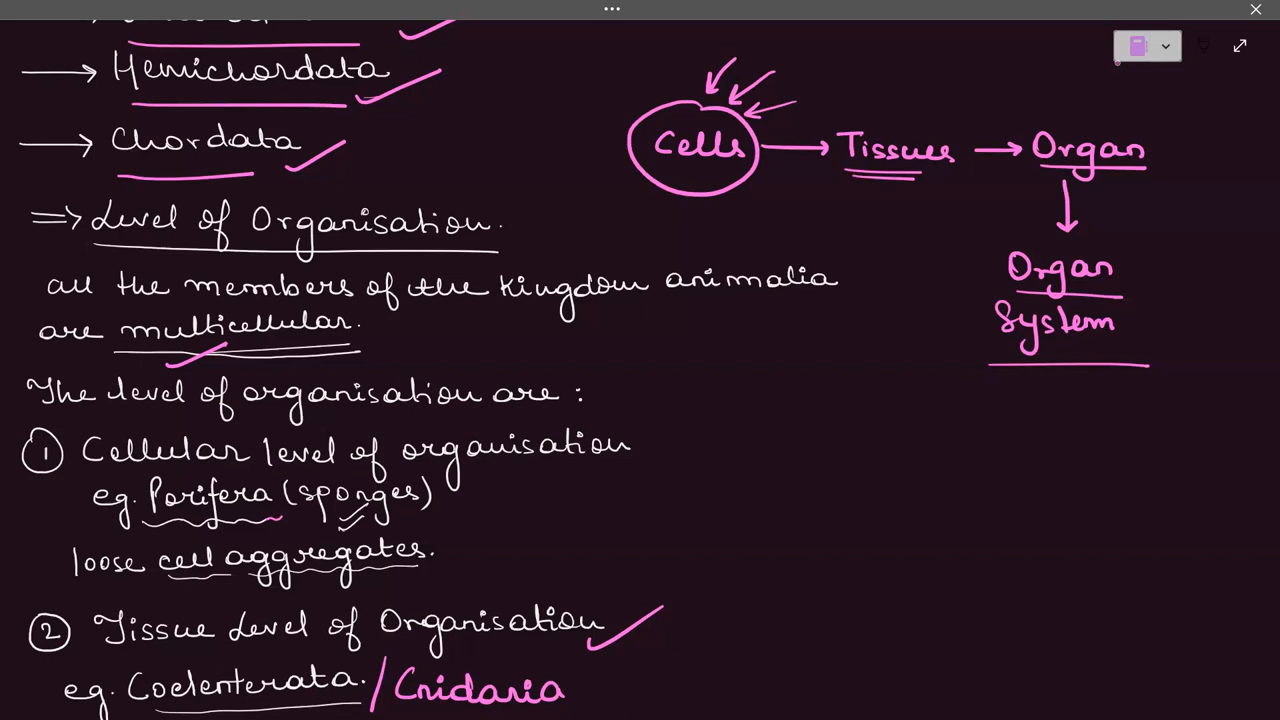 → Hemichordata
→ Chordata
⇒ Level of Organisation.
all the members of the Kingdom animalia
are multicellular.
The level of organisation are :
① Cellular level of organisation
eg. Porifera (sponges)
loose cell aggregates.
② Tissue Level of Organisation
eg. Coelenterata. / Cnidaria
Cells → Tissues → Organ
↓
Organ
System